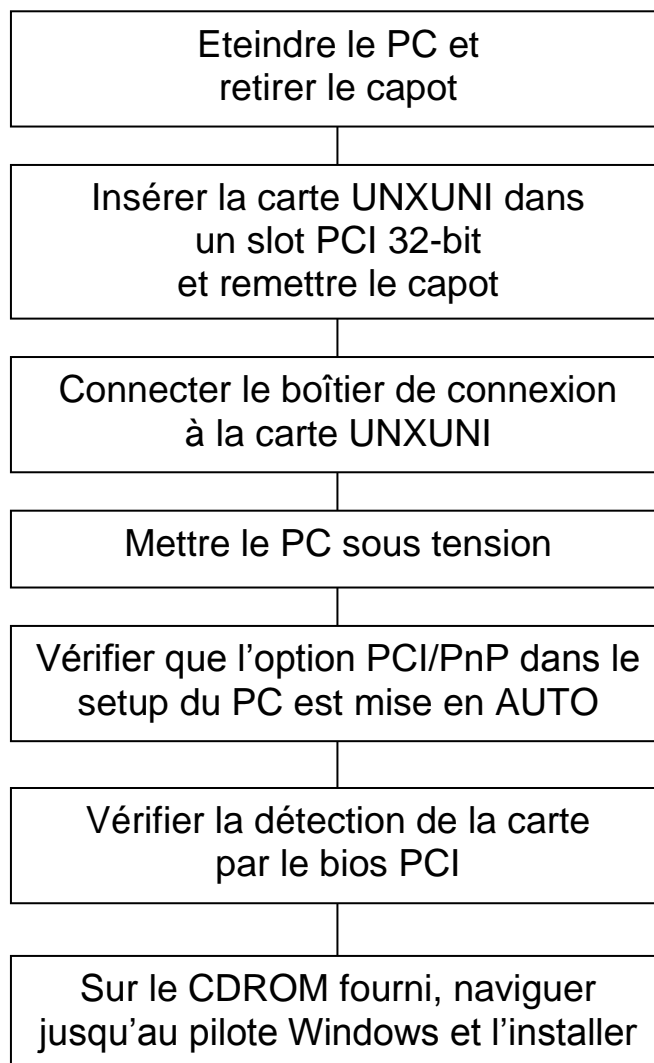 Eteindre le PC et
retirer le capot
Insérer la carte UNXUNI dans
un slot PCI 32-bit
et remettre le capot
Connecter le boîtier de connexion
à la carte UNXUNI
Mettre le PC sous tension
Vérifier que l’option PCI/PnP dans le
setup du PC est mise en AUTO
Vérifier la détection de la carte
par le bios PCI
Sur le CDROM fourni, naviguer
jusqu’au pilote Windows et l’installer